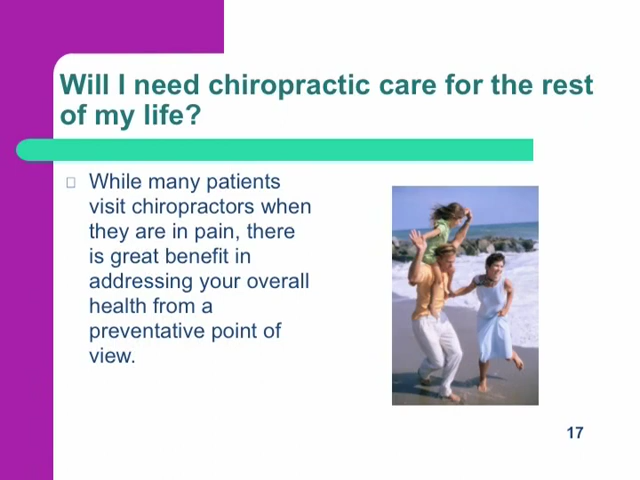 Will I need chiropractic care for the rest
of my life?
While many patients
visit chiropractors when
they are in pain, there
is great benefit in
addressing your overall
health from a
preventative point of
view.
17